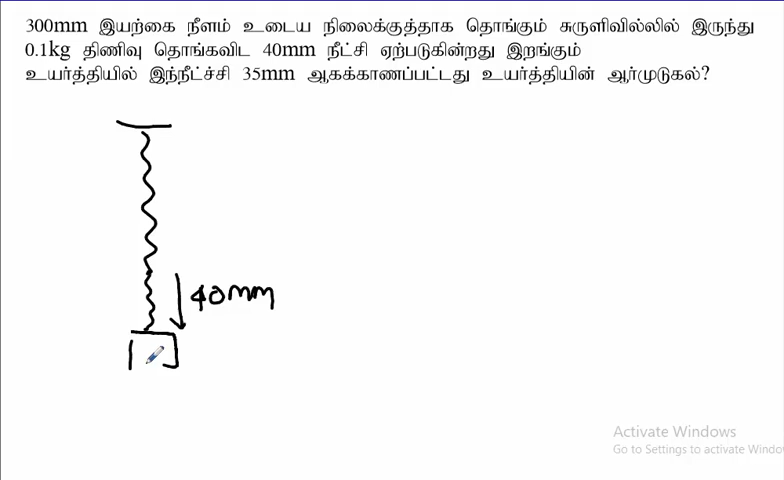 300mm இயற்கை நீளம் உடைய நிலைக்குத்தாக தொங்கும் சுருளிவில்லில் இருந்து
0.1kg திணிவு தொங்கவிட 40mm நீட்சி ஏற்படுகின்றது இறங்கும்
உயர்த்தியில் இந்நீட்ச்சி 35mm ஆகக்காணப்பட்டது உயர்த்தியின் ஆர்முடுகல்?
40mm
Activate Windows
Go to Settings to activate Windo